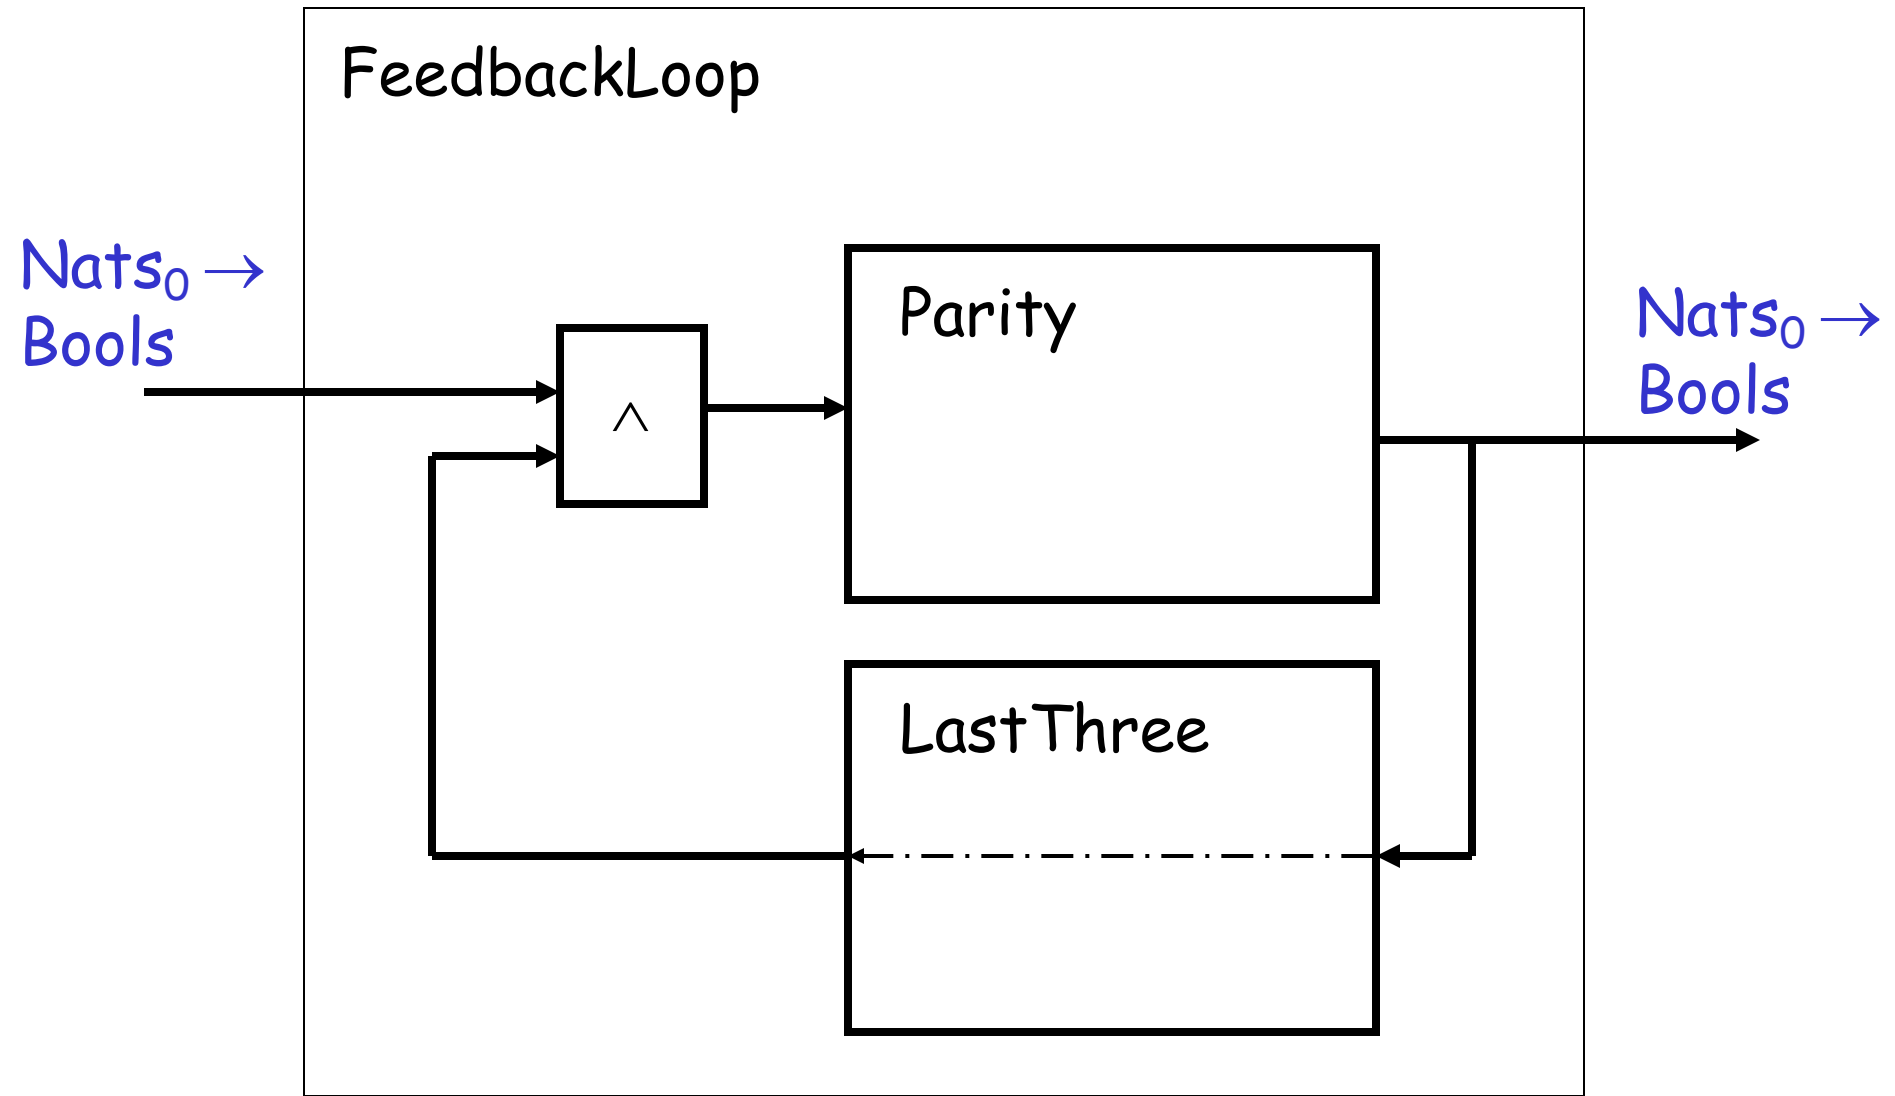 FeedbackLoop
Nats₀ →
Bools
Parity
Nats₀ →
Bools
∧
LastThree